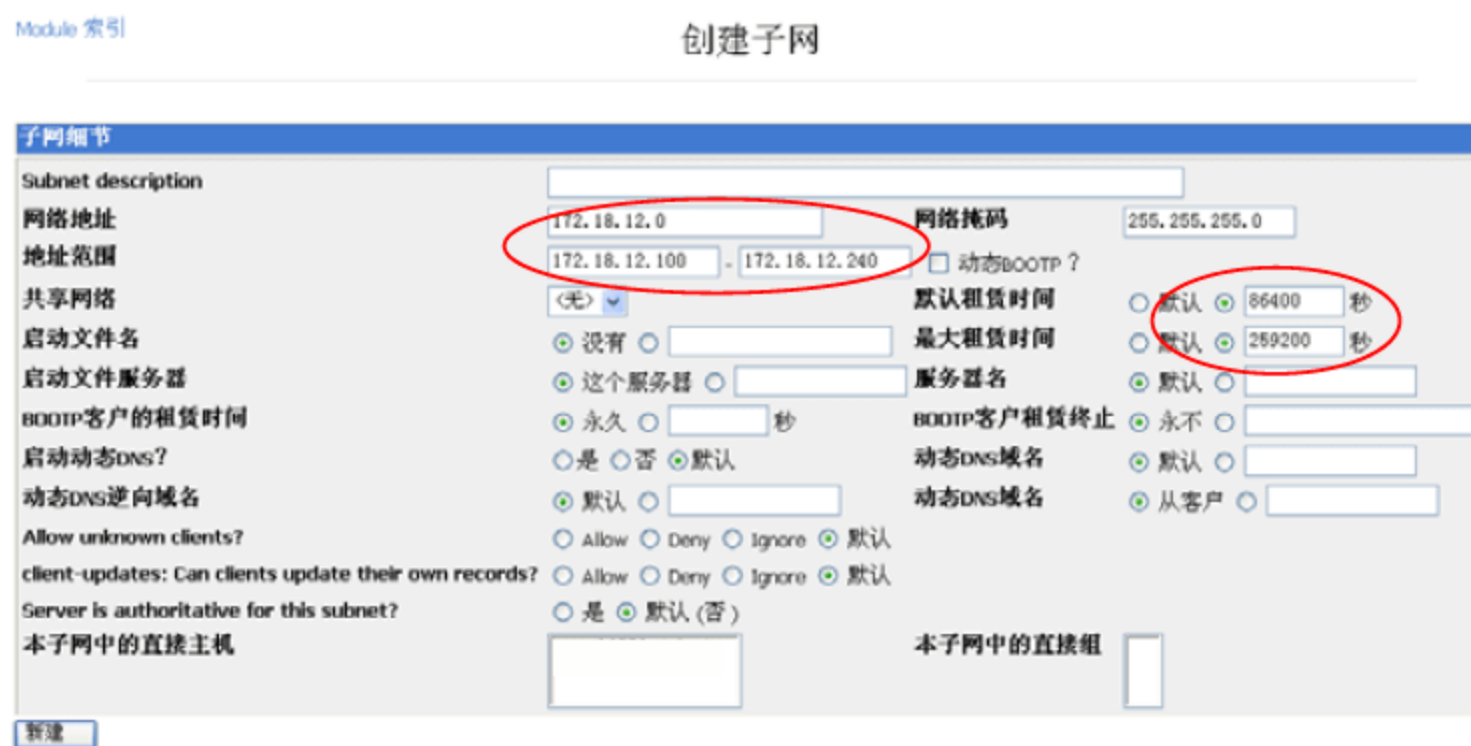 Module 索引
创建子网
子网细节
Subnet description
网络地址 172.18.12.0 网络掩码 255.255.255.0
地址范围 172.18.12.100 - 172.18.12.240 动态BOOTP？
共享网络 <无> 默认租赁时间 默认 86400 秒
启动文件名 没有 最大租赁时间 默认 259200 秒
启动文件服务器 这个服务器 服务器名 默认
BOOTP客户的租赁时间 永久 秒 BOOTP客户租赁终止 永不
启动动态DNS？ 是 否 默认 动态DNS域名 默认
动态DNS逆向域名 默认 动态DNS域名 从客户
Allow unknown clients? Allow Deny Ignore 默认
client-updates: Can clients update their own records? Allow Deny Ignore 默认
Server is authoritative for this subnet? 是 默认 (否)
本子网中的直接主机 本子网中的直接组
新建